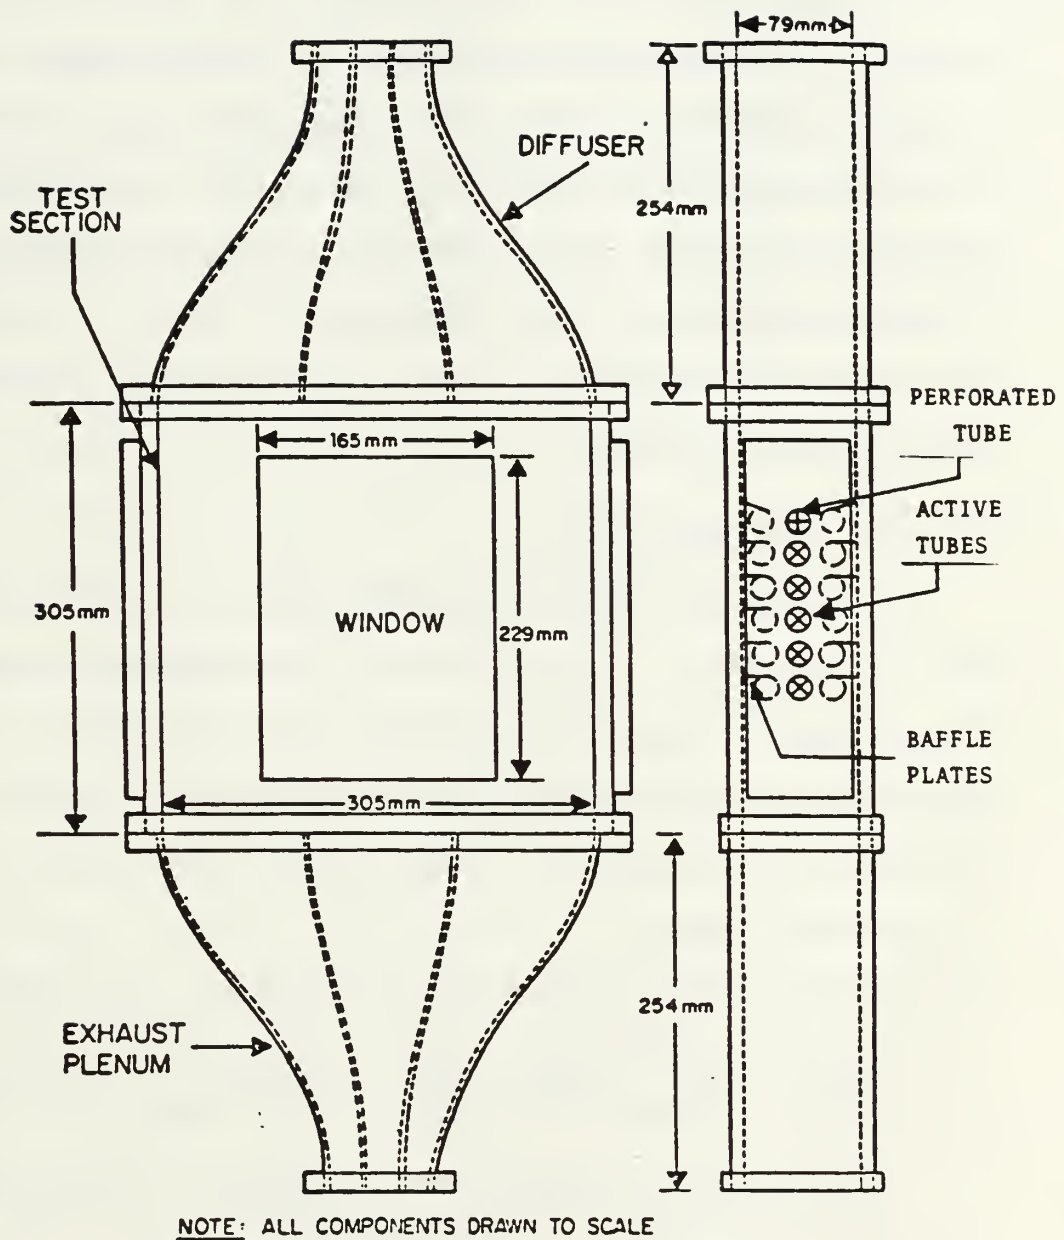 79mm
DIFFUSER
TEST
SECTION
254mm
PERFORATED
TUBE
165mm
ACTIVE
TUBES
305mm
WINDOW
229mm
BAFFLE
PLATES
305mm
254mm
EXHAUST
PLENUM
NOTE: ALL COMPONENTS DRAWN TO SCALE